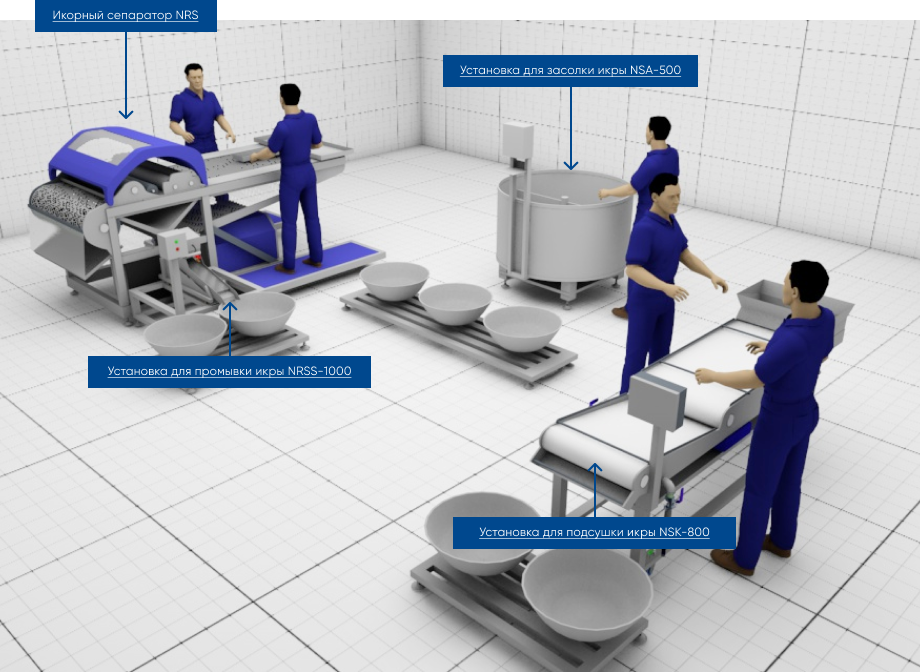 Икорный сепаратор NRS
Установка для засолки икры NSA-500
Установка для промывки икры NRSS-1000
Установка для подсушки икры NSK-800